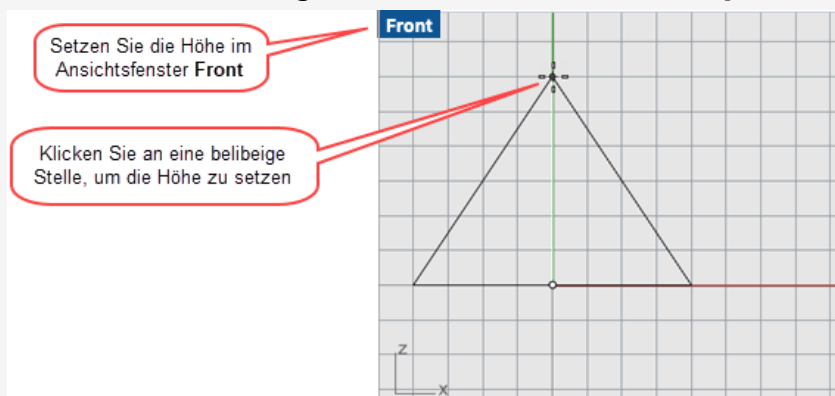 Setzen Sie die Höhe im
Ansichtsfenster Front
Front
Klicken Sie an eine belibeige
Stelle, um die Höhe zu setzen
z
x